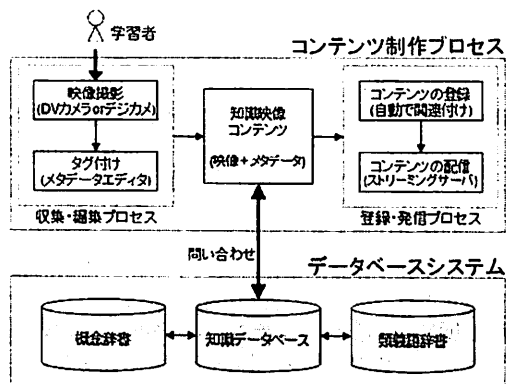 学習者
コンテンツ制作プロセス
映像撮影
(DVカメラorデジカメ)
タグ付け
(メタデータエディタ)
収集・編集プロセス
知識映像
コンテンツ
(映像+メタデータ)
コンテンツの登録
(自動で関連付け)
コンテンツの配信
(ストリーミングサーバ)
登録・発信プロセス
問い合わせ
データベースシステム
概念辞書
知識データベース
類義語辞書